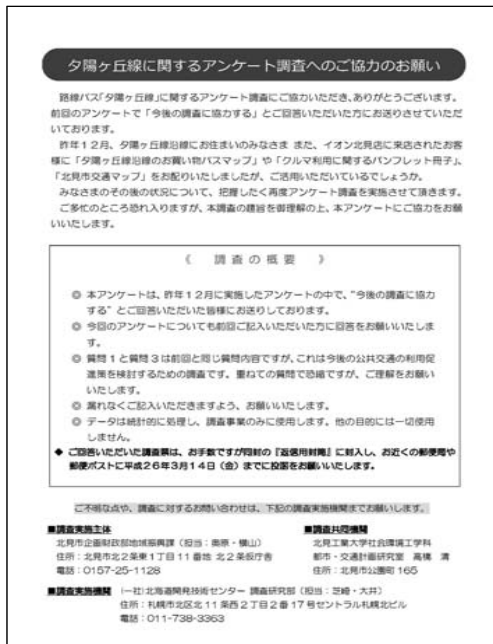 夕陽ヶ丘線に関するアンケート調査へのご協力のお願い
路線バス「夕陽ヶ丘線」に関するアンケート調査にご協力いただき、ありがとうございます。
前回のアンケートで「今後の調査に協力する」とご回答いただいた方にお送りさせていただ
いております。
昨年１２月、夕陽ヶ丘線沿線にお住まいのみなさま また、イオン北見店に来店されたお客
様に「夕陽ヶ丘線沿線のお買い物バスマップ」や「クルマ利用に関するパンフレット冊子」、
「北見市交通マップ」をお配りいたしましたが、ご活用いただいているでしょうか。
みなさまのその後の状況について、把握したく再度アンケート調査を実施させて頂きます。
ご多忙のところ恐れ入りますが、本調査の趣旨を御理解の上、本アンケートにご協力をお願
いいたします。
《 調査の概要 》
◎ 本アンケートは、昨年１２月に実施したアンケートの中で、“今後の調査に協力
する”とご回答いただいた皆様にお送りしております。
◎ 今回のアンケートについても前回ご記入いただいた方に回答をお願いいたしま
す。
◎ 質問１と質問３は前回と同じ質問内容ですが、これは今後の公共交通の利用促
進策を検討するための調査です。重ねての質問で恐縮ですが、ご理解をお願い
いたします。
◎ 漏れなくご記入いただきますよう、お願いいたします。
◎ データは統計的に処理し、調査事業のみに使用します。他の目的には一切使用
しません。
◆ ご回答いただいた調査票は、お手数ですが同封の『返信用封筒』に封入し、お近くの郵便局や
郵便ポストに平成２６年３月１４日（金）までに投函をお願いいたします。
ご不明な点や、調査に対するお問い合わせは、下記の調査実施機関までお願いします。
■調査実施主体
北見市企画財政部地域振興課（担当：奥原・横山）
住所：北見市北２条東１丁目１１番地 北２条仮庁舎
電話：0157-25-1128
■調査共同機関
北見工業大学社会環境工学科
都市・交通計画研究室 高橋 清
住所：北見市公園町 165
■調査実施機関 (一社)北海道開発技術センター 調査研究部（担当：芝崎・大井）
住所：札幌市北区北１１条西２丁目２番１７号セントラル札幌北ビル
電話：011-738-3363